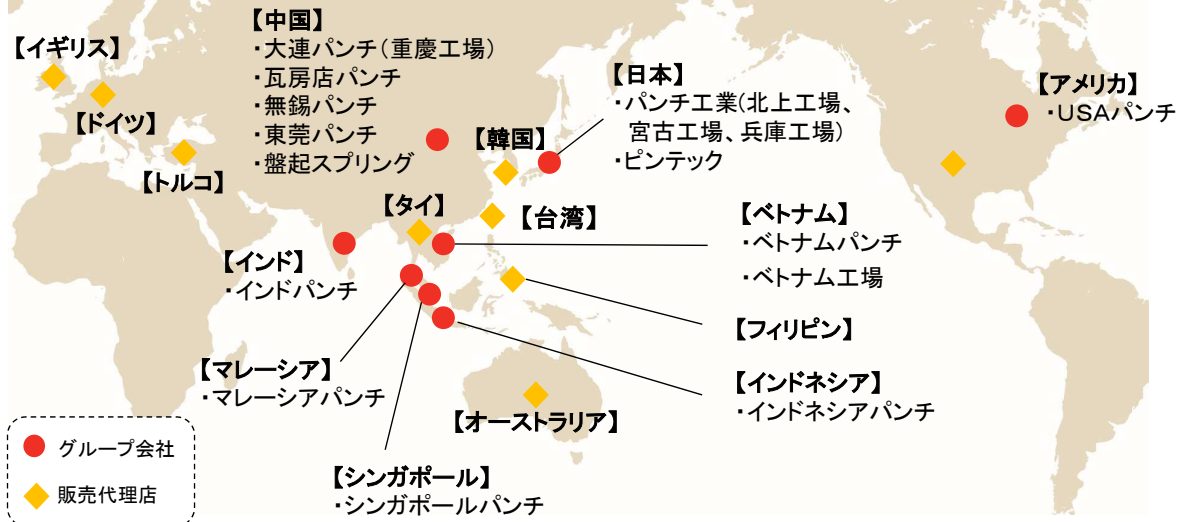 【イギリス】
【ドイツ】
【トルコ】
【中国】
・大連パンチ（重慶工場）
・瓦房店パンチ
・無錫パンチ
・東莞パンチ
・盤起スプリング
【韓国】
【日本】
・パンチ工業(北上工場、
宮古工場、兵庫工場)
・ピンテック
【アメリカ】
・USAパンチ
【タイ】
【台湾】
【ベトナム】
・ベトナムパンチ
・ベトナム工場
【インド】
・インドパンチ
【フィリピン】
【マレーシア】
・マレーシアパンチ
【インドネシア】
・インドネシアパンチ
【オーストラリア】
【シンガポール】
・シンガポールパンチ
グループ会社
販売代理店